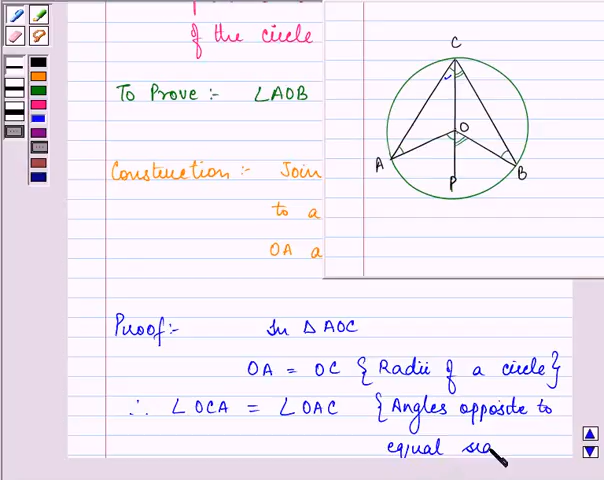 of the circle
To Prove :- ∠AOB
Construction :- Join
to a
OA a
C
O
A
B
P
Proof :- In △AOC
OA = OC {Radii of a circle}
∴ ∠OCA = ∠OAC {Angles opposite to
equal